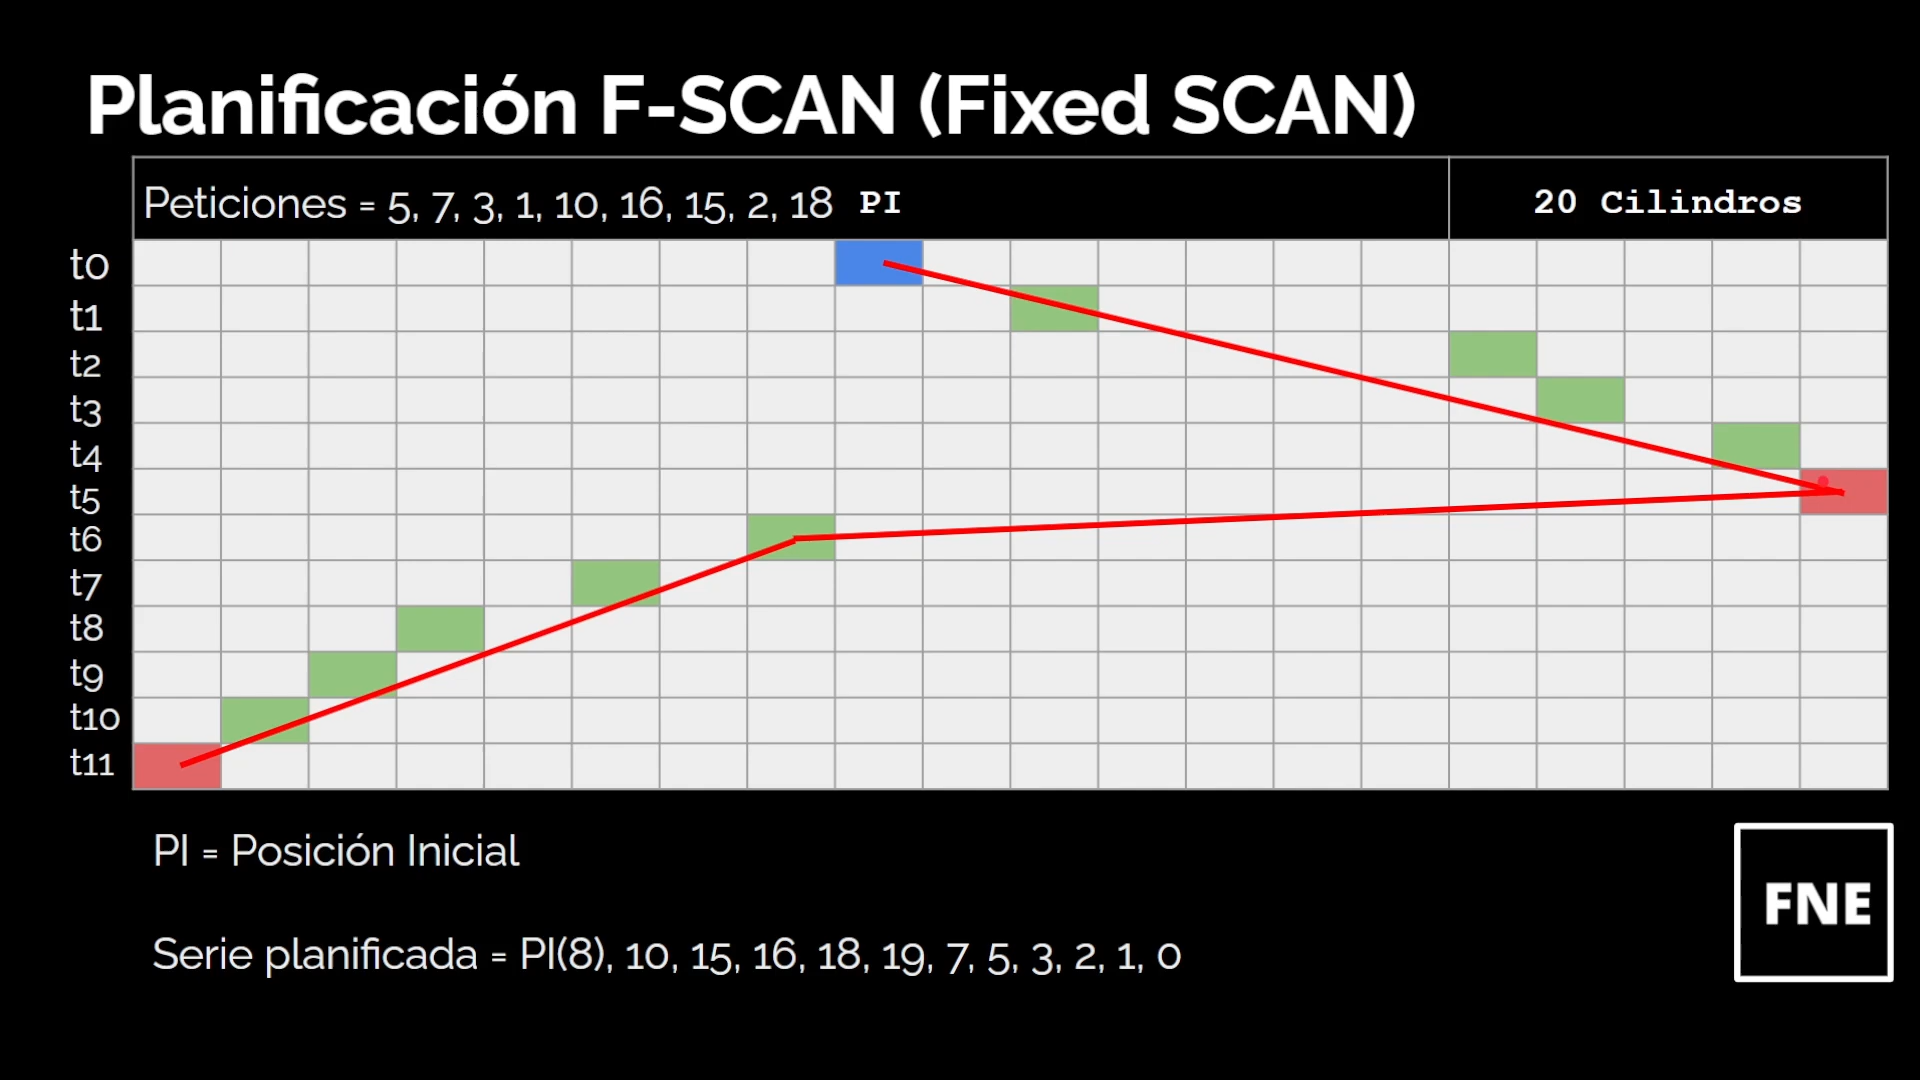 Planificación F-SCAN (Fixed SCAN)
Peticiones = 5, 7, 3, 1, 10, 16, 15, 2, 18 PI
20 Cilindros
t0
t1
t2
t3
t4
t5
t6
t7
t8
t9
t10
t11
PI = Posición Inicial
FNE
Serie planificada = PI(8), 10, 15, 16, 18, 19, 7, 5, 3, 2, 1, 0